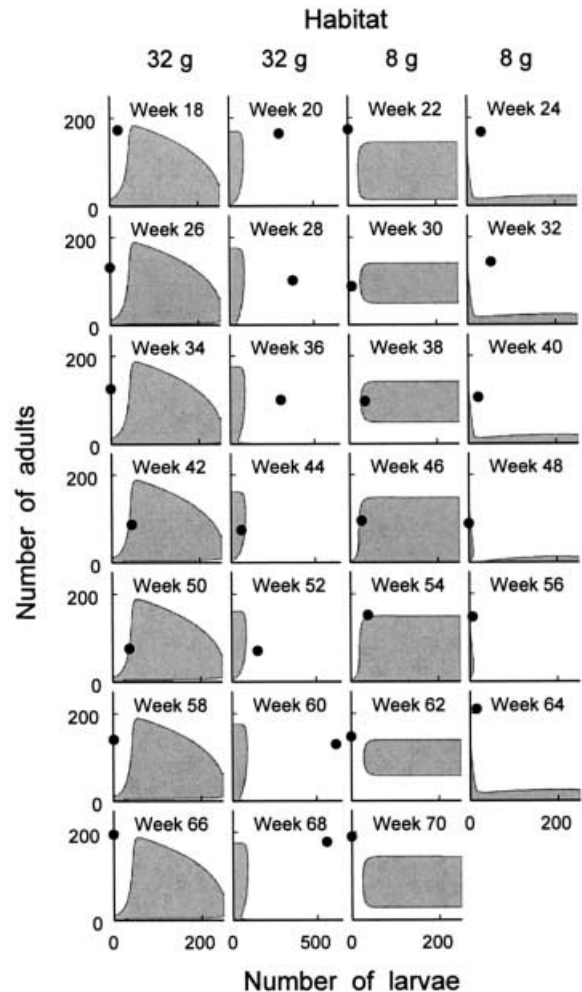 Habitat
32 g 32 g 8 g 8 g
Week 18 Week 20 Week 22 Week 24
200
0
Week 26 Week 28 Week 30 Week 32
200
0
Week 34 Week 36 Week 38 Week 40
200
0
Week 42 Week 44 Week 46 Week 48
200
0
Week 50 Week 52 Week 54 Week 56
200
0
0 200
Week 58 Week 60 Week 62 Week 64
200
0
0 200
Week 66 Week 68 Week 70
200
0
0 200 0 500 0 200
Number of adults
Number of larvae